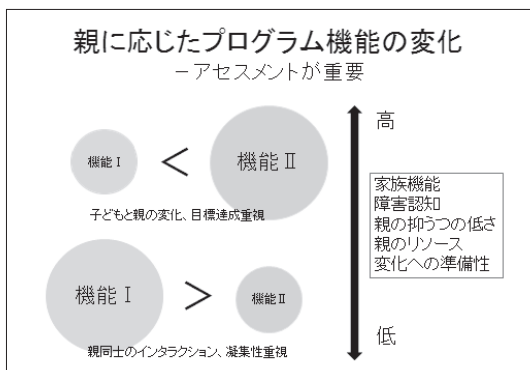 親に応じたプログラム機能の変化
－アセスメントが重要
高
機能Ⅰ
＜
機能Ⅱ
子どもと親の変化、目標達成重視
家族機能
障害認知
親の抑うつの低さ
親のリソース
変化への準備性
機能Ⅰ
＞
機能Ⅱ
親同士のインタラクション、凝集性重視
低